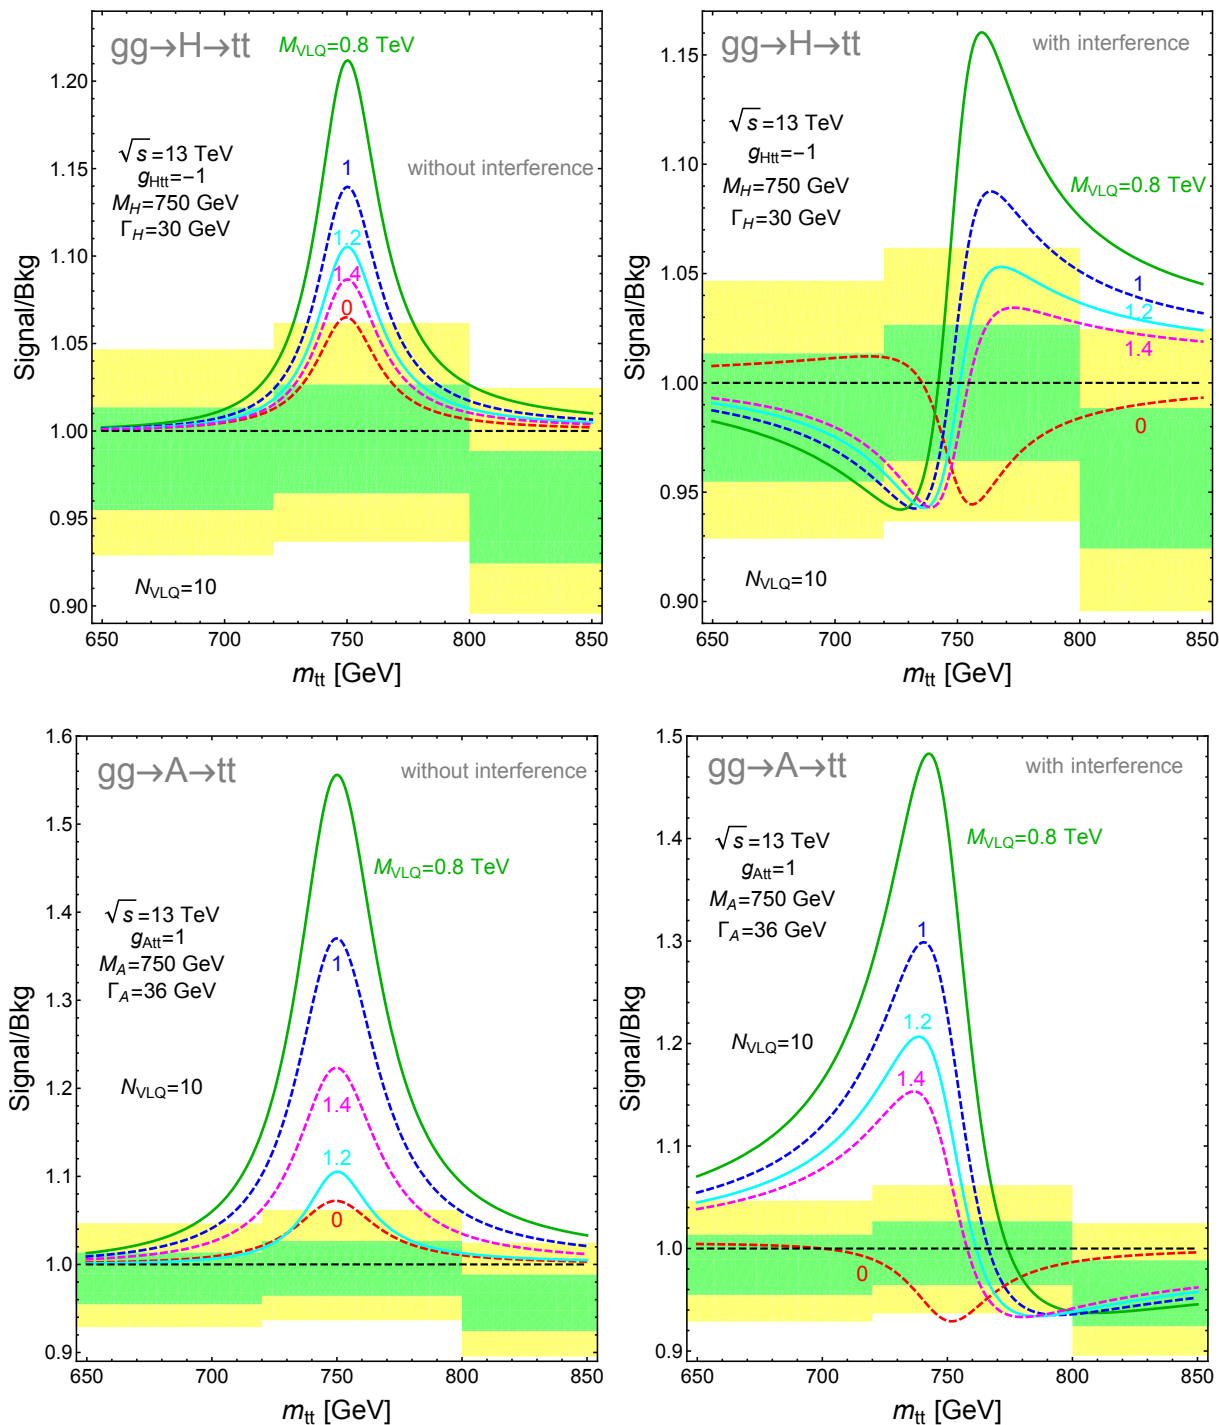 gg→H→tt
M_VLQ=0.8 TeV
√s=13 TeV
g_Htt=−1
M_H=750 GeV
Γ_H=30 GeV
without interference
1
1.2
1.4
0
N_VLQ=10
Signal/Bkg
1.20
1.15
1.10
1.05
1.00
0.95
0.90
650 700 750 800 850
m_tt [GeV]
gg→H→tt
with interference
√s=13 TeV
g_Htt=−1
M_H=750 GeV
Γ_H=30 GeV
M_VLQ=0.8 TeV
1
1.2
1.4
0
N_VLQ=10
Signal/Bkg
1.15
1.10
1.05
1.00
0.95
0.90
650 700 750 800 850
m_tt [GeV]
gg→A→tt
without interference
M_VLQ=0.8 TeV
√s=13 TeV
g_Att=1
M_A=750 GeV
Γ_A=36 GeV
1
N_VLQ=10
1.4
1.2
0
Signal/Bkg
1.6
1.5
1.4
1.3
1.2
1.1
1.0
0.9
650 700 750 800 850
m_tt [GeV]
gg→A→tt
with interference
√s=13 TeV
g_Att=1
M_A=750 GeV
Γ_A=36 GeV
M_VLQ=0.8 TeV
1
1.2
N_VLQ=10
1.4
0
Signal/Bkg
1.5
1.4
1.3
1.2
1.1
1.0
0.9
650 700 750 800 850
m_tt [GeV]